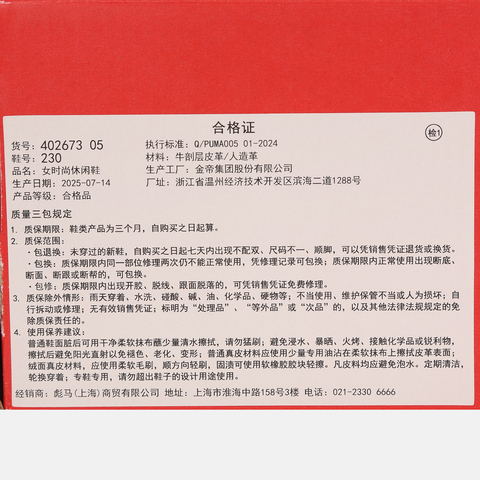 合格证
检1
货号: 402673 05
鞋号: 230
品名: 女时尚休闲鞋
生产日期: 2025-07-14
产品等级: 合格品
执行标准: Q/PUMA005 01-2024
材料: 牛剖层皮革/人造革
生产工厂: 金帝集团股份有限公司
厂址: 浙江省温州经济技术开发区滨海二道1288号
质量三包规定
1. 质保期限: 鞋类产品为三个月，自购买之日起算。
2. 质保范围:
·包退换: 未穿过的新鞋，自购买之日起七天内出现不配双、尺码不一、顺脚，可以凭销售凭证退货或换货。
·包换: 质保期限内同一部位修理两次仍不能正常使用，凭修理记录可包换; 质保期限内正常使用出现断底、
断面、断跟或断帮的，可包换。
·包修: 质保期内出现开胶、脱线、跟面脱落的，可凭销售凭证免费修理。
3. 质保除外情形: 雨天穿着、水洗、碰酸、碱、油、化学品、硬物等; 不当使用、维护保管不当或人为损坏; 自
行拆动或修理; 无有效销售凭证; 标明为“处理品”、“等外品”或“次品”的，以及其他法律法规规定的免
除质保责任的。
4. 使用保养建议:
普通鞋面脏后可用干净柔软抹布蘸少量清水擦拭，请勿猛刷; 避免浸水、暴晒、火烤、接触化学品或锐利物，
擦拭后避免阳光直射以免褪色、老化、变形; 普通真皮材料应使用少量专用油沾在柔软抹布上擦拭皮革表面;
绒面真皮材料，应使用柔软毛刷，顺方向轻刷，固渍可使用软橡胶胶块轻擦。凡皮料均应避免泡水。定期清洁，
轮换穿着; 专鞋专用，请勿超出鞋子的设计用途使用。
经销商: 彪马(上海)商贸有限公司 地址: 上海市淮海中路158号3楼 电话: 021-2330 6666